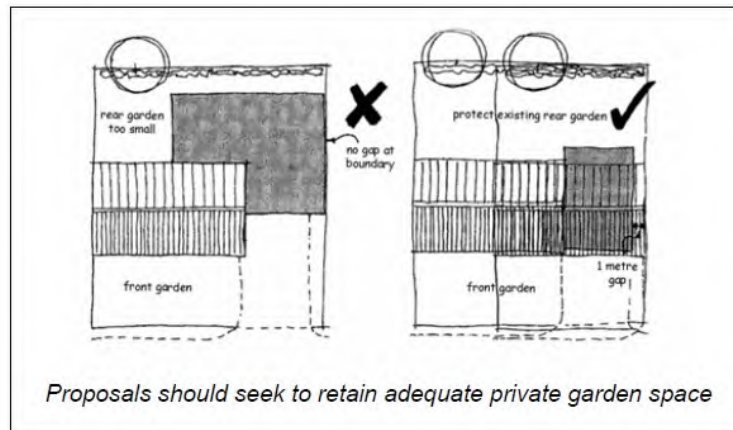 rear garden
too small
no gap at
boundary
front garden
protect existing rear garden
1 metre
gap
front garden
Proposals should seek to retain adequate private garden space